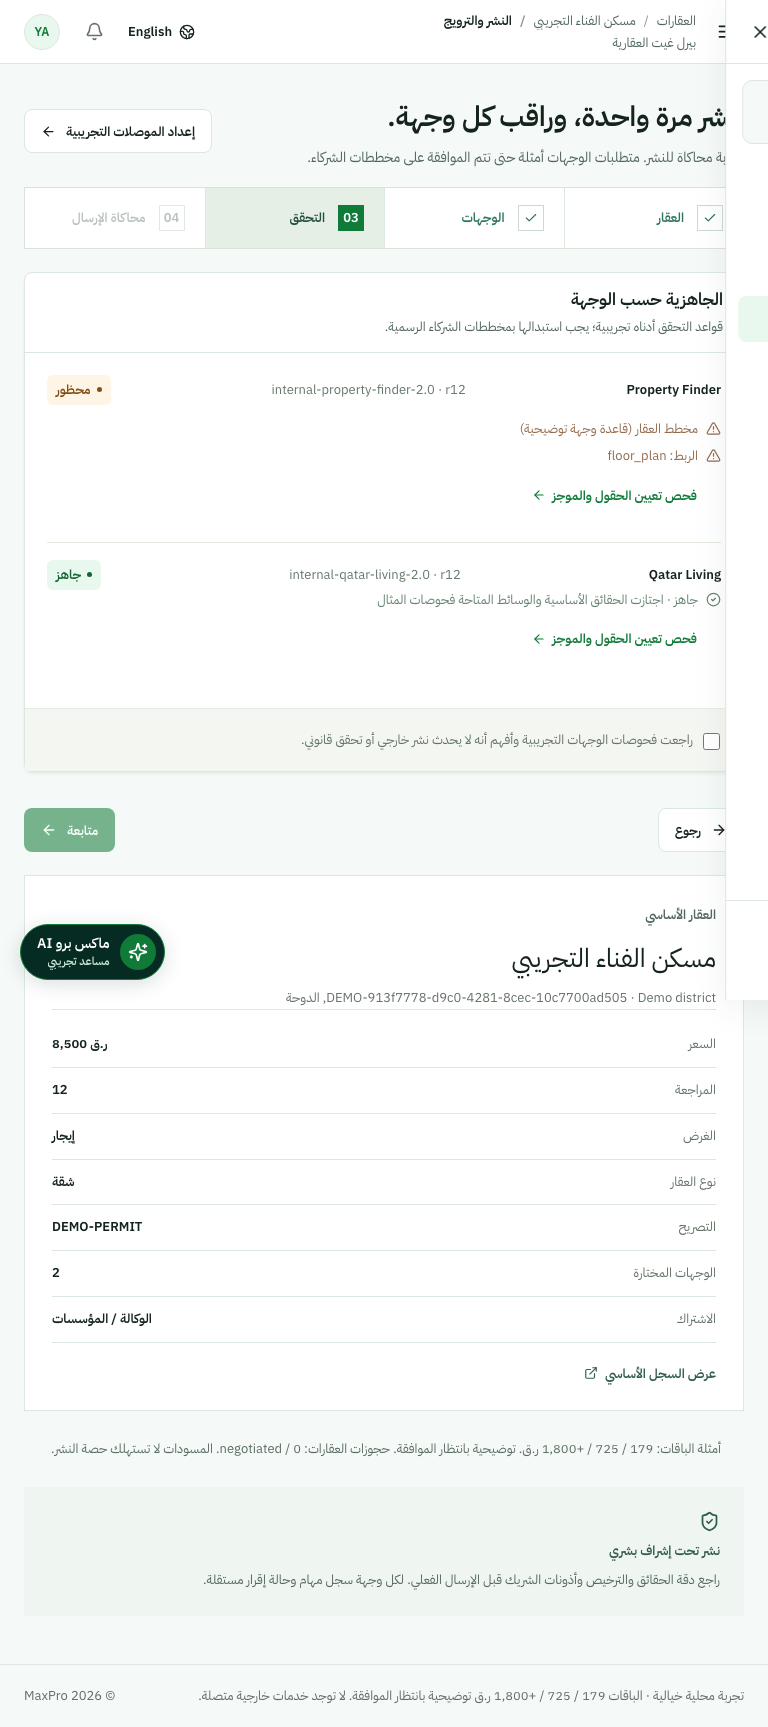 العقارات / مسكن الفناء التجريبي / النشر والترويج
بيرل غيت العقارية
English
YA
نشر مرة واحدة، وراقب كل وجهة.
إعداد الموصلات التجريبية
محاكاة للنشر. متطلبات الوجهات أمثلة حتى تتم الموافقة على مخططات الشركاء.
العقار
الوجهات
03 التحقق
04 محاكاة الإرسال
الجاهزية حسب الوجهة
قواعد التحقق أدناه تجريبية؛ يجب استبدالها بمخططات الشركاء الرسمية.
Property Finder
internal-property-finder-2.0 · r12
محظور
مخطط العقار (قاعدة وجهة توضيحية)
الربط: floor_plan
فحص تعيين الحقول والموجز
Qatar Living
internal-qatar-living-2.0 · r12
جاهز
جاهز · اجتازت الحقائق الأساسية والوسائط المتاحة فحوصات المثال
فحص تعيين الحقول والموجز
راجعت فحوصات الوجهات التجريبية وأفهم أنه لا يحدث نشر خارجي أو تحقق قانوني.
رجوع
متابعة
العقار الأساسي
ماكس برو AI
مساعد تجريبي
مسكن الفناء التجريبي
DEMO-913f7778-d9c0-4281-8cec-10c7700ad505 · Demo district, الدوحة
السعر
8,500 ر.ق
المراجعة
12
الغرض
إيجار
نوع العقار
شقة
التصريح
DEMO-PERMIT
الوجهات المختارة
2
الاشتراك
الوكالة / المؤسسات
عرض السجل الأساسي
أمثلة الباقات: 179 / 725 / +1,800 ر.ق. توضيحية بانتظار الموافقة. حجوزات العقارات: 0 / negotiated. المسودات لا تستهلك حصة النشر.
نشر تحت إشراف بشري
راجع دقة الحقائق والترخيص وأذونات الشريك قبل الإرسال الفعلي. لكل وجهة سجل مهام وحالة إقرار مستقلة.
تجربة محلية خيالية · الباقات 179 / 725 / +1,800 ر.ق توضيحية بانتظار الموافقة. لا توجد خدمات خارجية متصلة.
© 2026 MaxPro